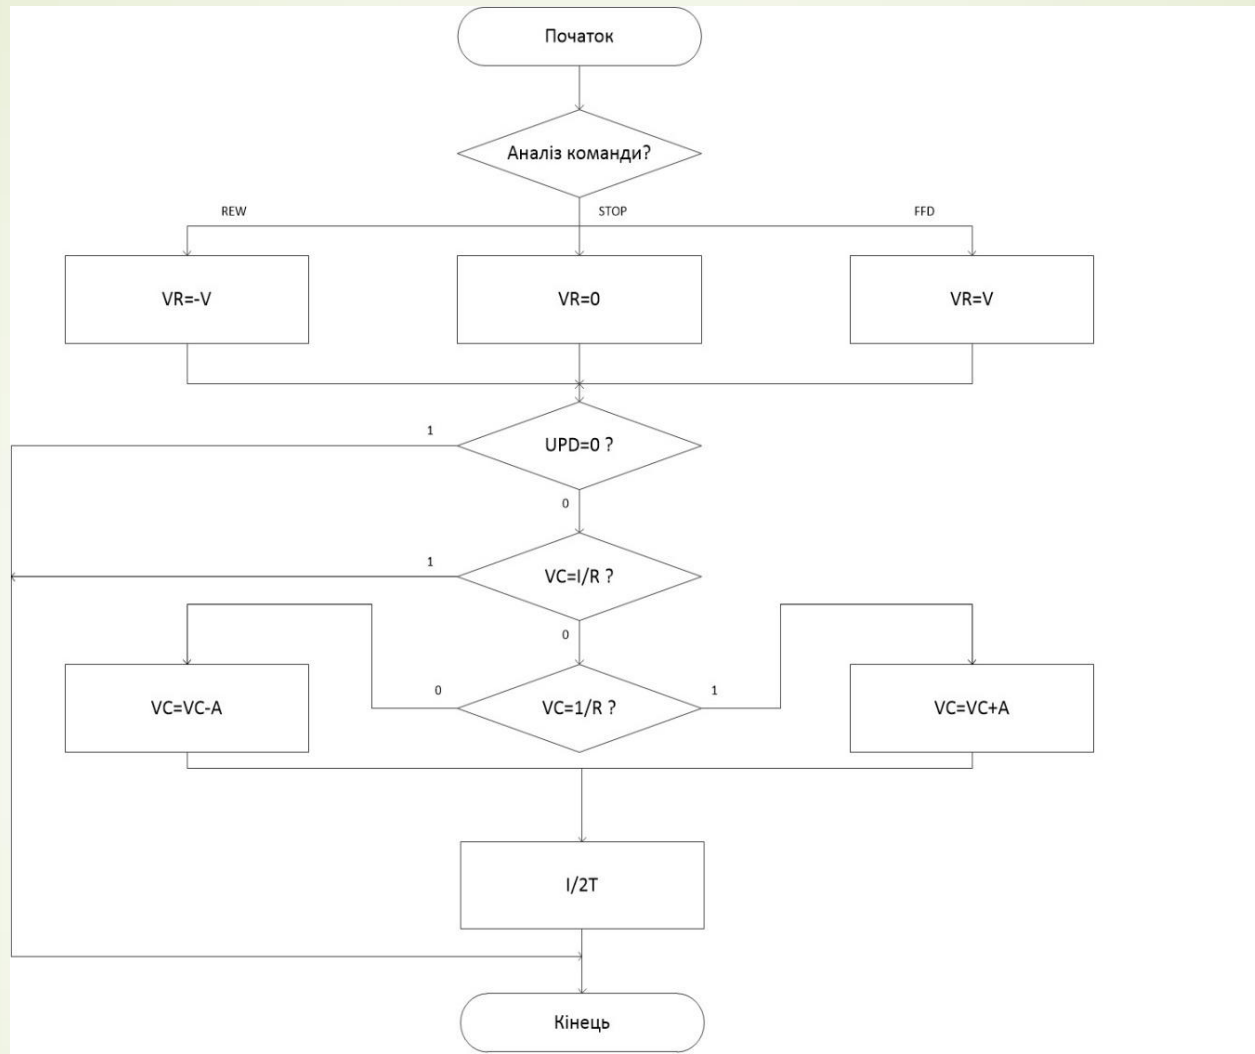 Початок
Аналіз команди?
REW
STOP
FFD
VR=-V
VR=0
VR=V
1
UPD=0 ?
0
1
VC=I/R ?
0
0
1
VC=VC-A
VC=1/R ?
VC=VC+A
I/2T
Кінець